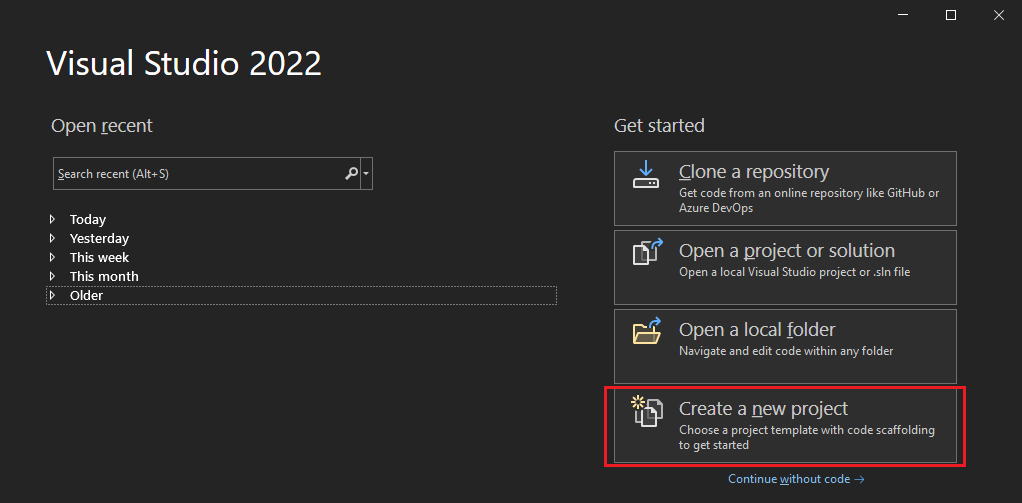 Visual Studio 2022
Open recent
Search recent (Alt+S)
Today
Yesterday
This week
This month
Older
Get started
Clone a repository
Get code from an online repository like GitHub or
Azure DevOps
Open a project or solution
Open a local Visual Studio project or .sln file
Open a local folder
Navigate and edit code within any folder
Create a new project
Choose a project template with code scaffolding
to get started
Continue without code →